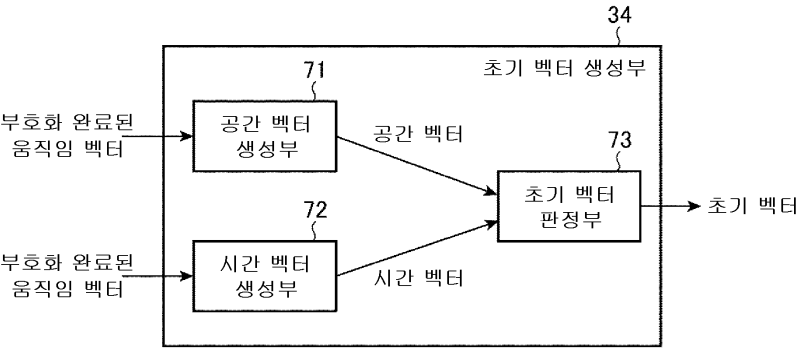 34
초기 벡터 생성부
71
부호화 완료된
움직임 벡터
공간 벡터
생성부
공간 벡터
73
초기 벡터
판정부
초기 벡터
72
부호화 완료된
움직임 벡터
시간 벡터
생성부
시간 벡터